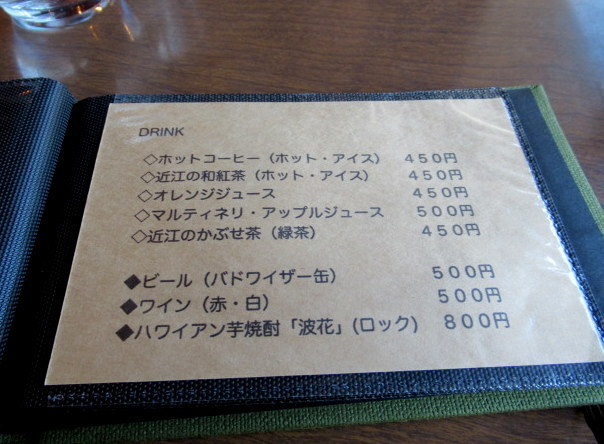 DRINK
◇ホットコーヒー（ホット・アイス） ４５０円
◇近江の和紅茶（ホット・アイス） ４５０円
◇オレンジジュース ４５０円
◇マルティネリ・アップルジュース ５００円
◇近江のかぶせ茶（緑茶） ４５０円
◆ビール（バドワイザー缶） ５００円
◆ワイン（赤・白） ５００円
◆ハワイアン芋焼酎「波花」(ロック) ８００円